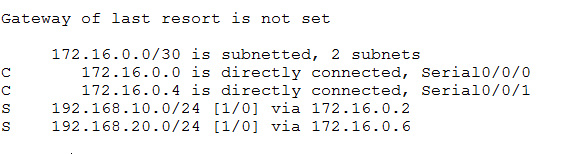 Gateway of last resort is not set
172.16.0.0/30 is subnetted, 2 subnets
C 172.16.0.0 is directly connected, Serial0/0/0
C 172.16.0.4 is directly connected, Serial0/0/1
S 192.168.10.0/24 [1/0] via 172.16.0.2
S 192.168.20.0/24 [1/0] via 172.16.0.6